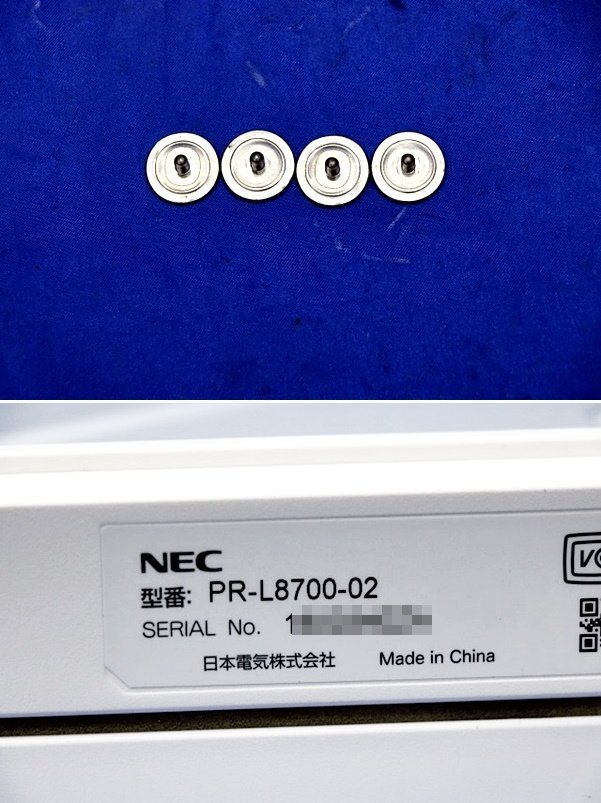 NEC
型番: PR-L8700-02
SERIAL No. 1
日本電気株式会社 Made in China